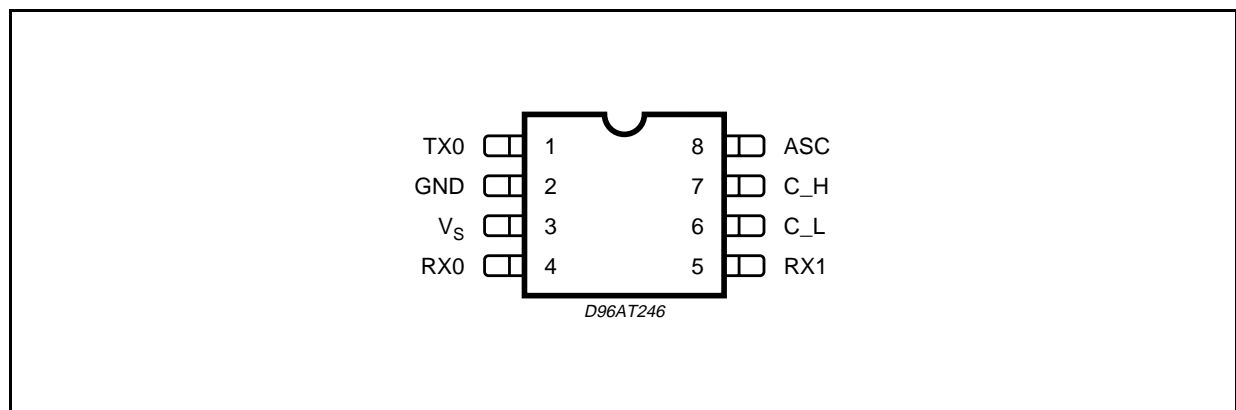 TX0 1 8 ASC
GND 2 7 C_H
VS 3 6 C_L
RX0 4 5 RX1
D96AT246